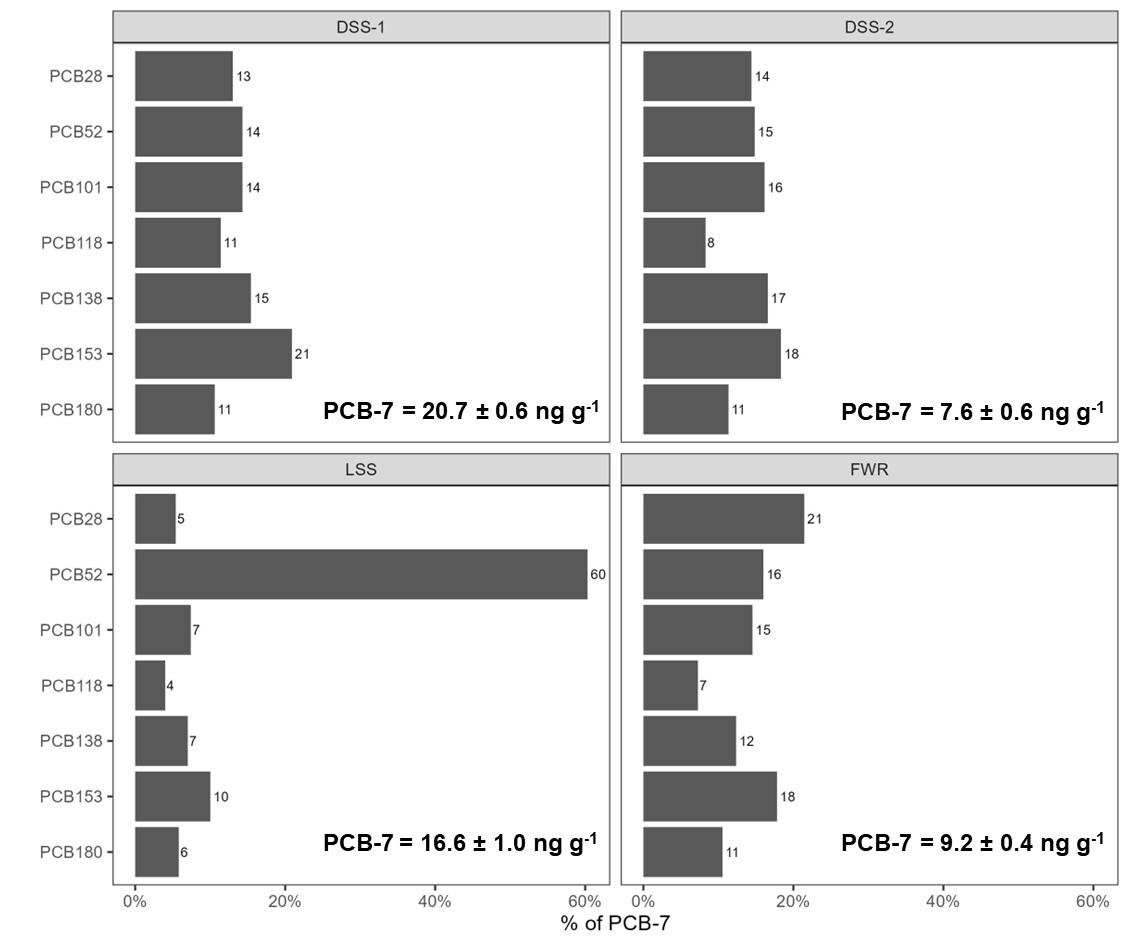 DSS-1
DSS-2
PCB28
13
14
PCB52
14
15
PCB101
14
16
PCB118
11
8
PCB138
15
17
PCB153
21
18
PCB180
11
PCB-7 = 20.7 ± 0.6 ng g-1
11
PCB-7 = 7.6 ± 0.6 ng g-1
LSS
FWR
PCB28
5
21
PCB52
60
16
PCB101
7
15
PCB118
4
7
PCB138
7
12
PCB153
10
18
PCB180
6
PCB-7 = 16.6 ± 1.0 ng g-1
11
PCB-7 = 9.2 ± 0.4 ng g-1
0% 20% 40% 60%
0% 20% 40% 60%
% of PCB-7